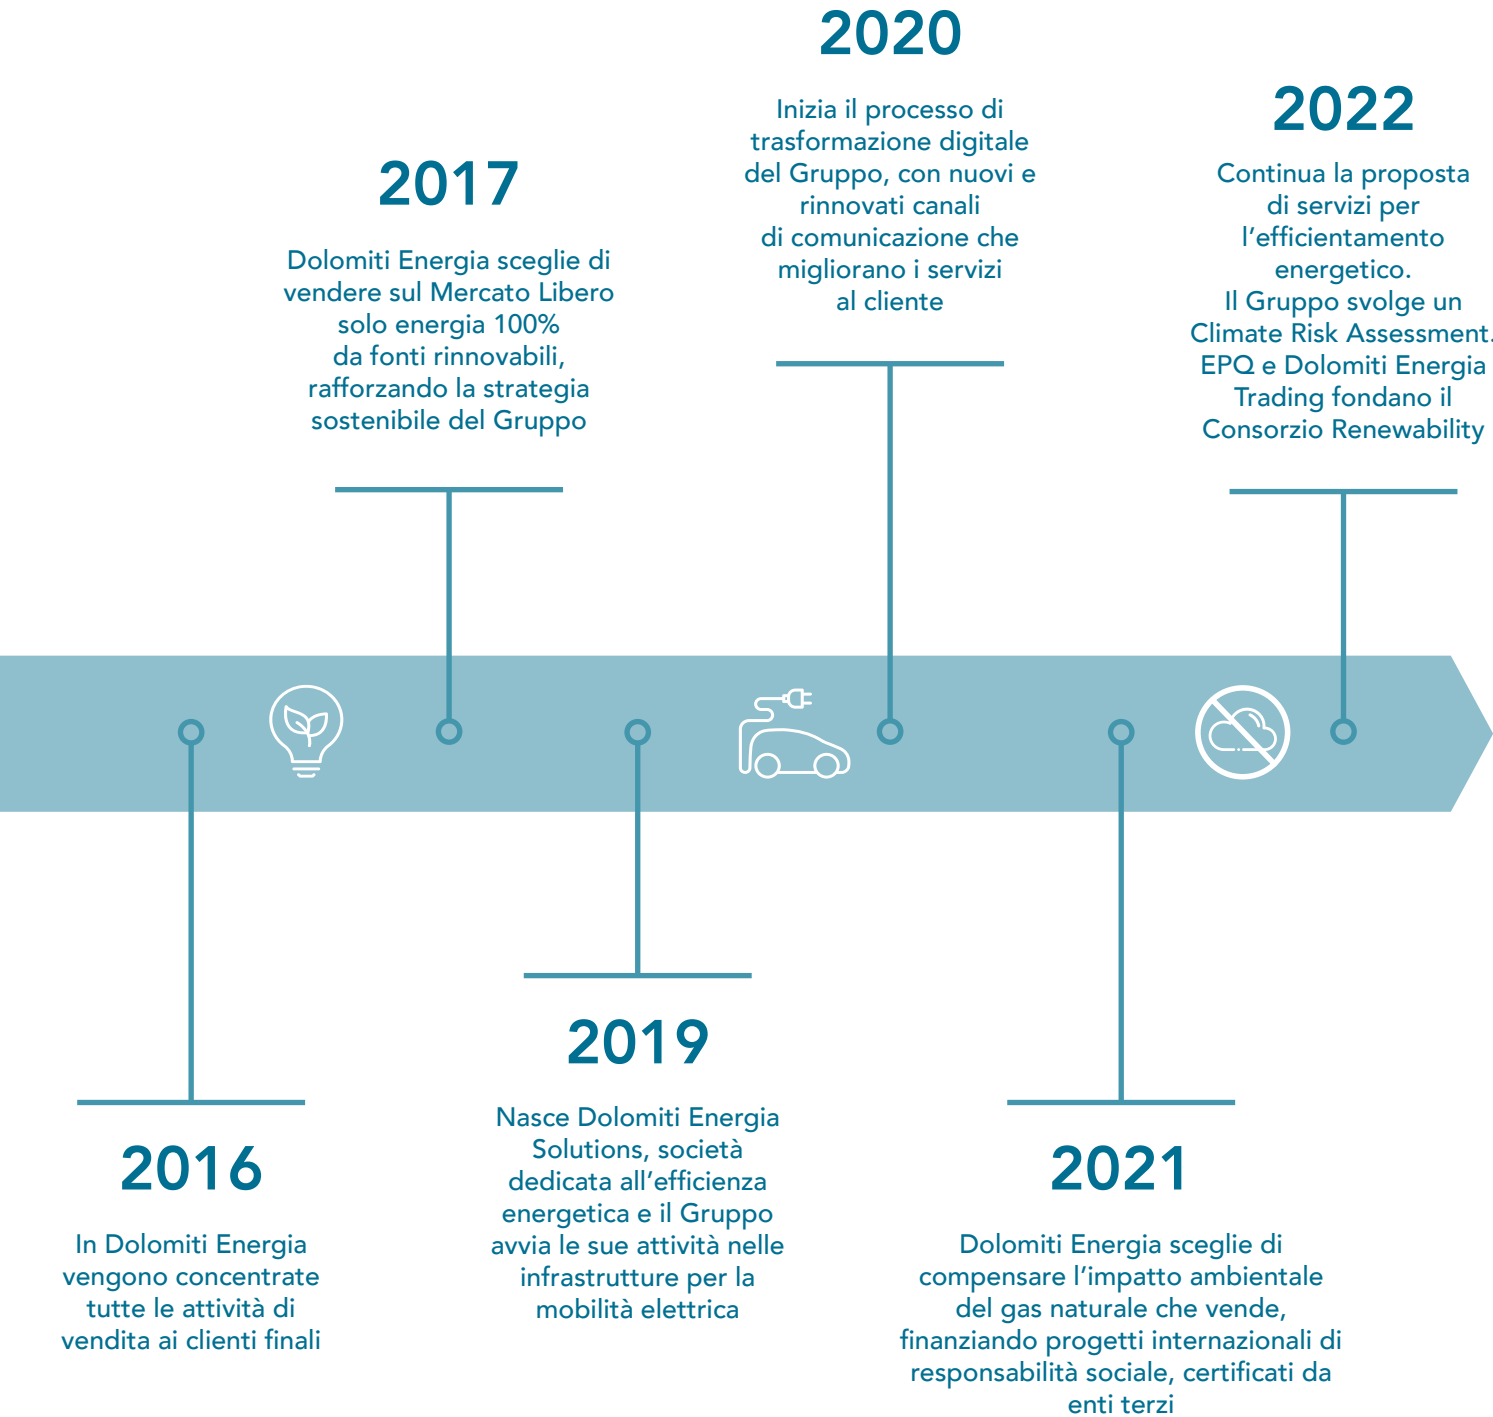 2020
Inizia il processo di
trasformazione digitale
del Gruppo, con nuovi e
rinnovati canali
di comunicazione che
migliorano i servizi
al cliente
2022
Continua la proposta
di servizi per
l'efficientamento
energetico.
Il Gruppo svolge un
Climate Risk Assessment.
EPQ e Dolomiti Energia
Trading fondano il
Consorzio Renewability
2017
Dolomiti Energia sceglie di
vendere sul Mercato Libero
solo energia 100%
da fonti rinnovabili,
rafforzando la strategia
sostenibile del Gruppo
2019
Nasce Dolomiti Energia
Solutions, società
dedicata all'efficienza
energetica e il Gruppo
avvia le sue attività nelle
infrastrutture per la
mobilità elettrica
2016
In Dolomiti Energia
vengono concentrate
tutte le attività di
vendita ai clienti finali
2021
Dolomiti Energia sceglie di
compensare l'impatto ambientale
del gas naturale che vende,
finanziando progetti internazionali di
responsabilità sociale, certificati da
enti terzi